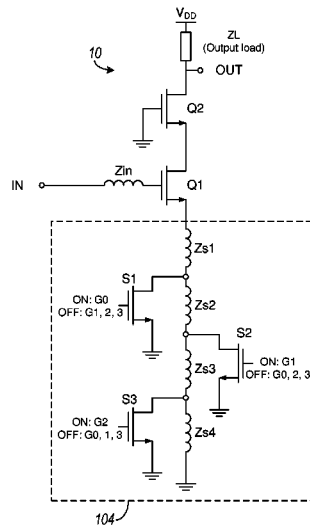 VDD
ZL
(Output load)
10
OUT
Q2
Zin
IN
Q1
Zs1
S1
ON: G0
OFF: G1, 2, 3
Zs2
S2
ON: G1
OFF: G0, 2, 3
Zs3
S3
ON: G2
OFF: G0, 1, 3
Zs4
104